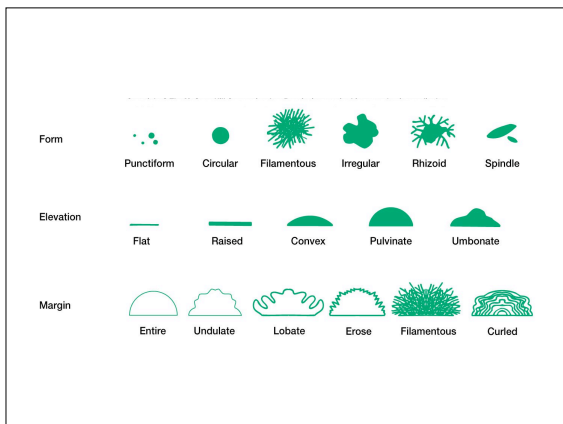 Form
Punctiform Circular Filamentous Irregular Rhizoid Spindle
Elevation
Flat Raised Convex Pulvinate Umbonate
Margin
Entire Undulate Lobate Erose Filamentous Curled